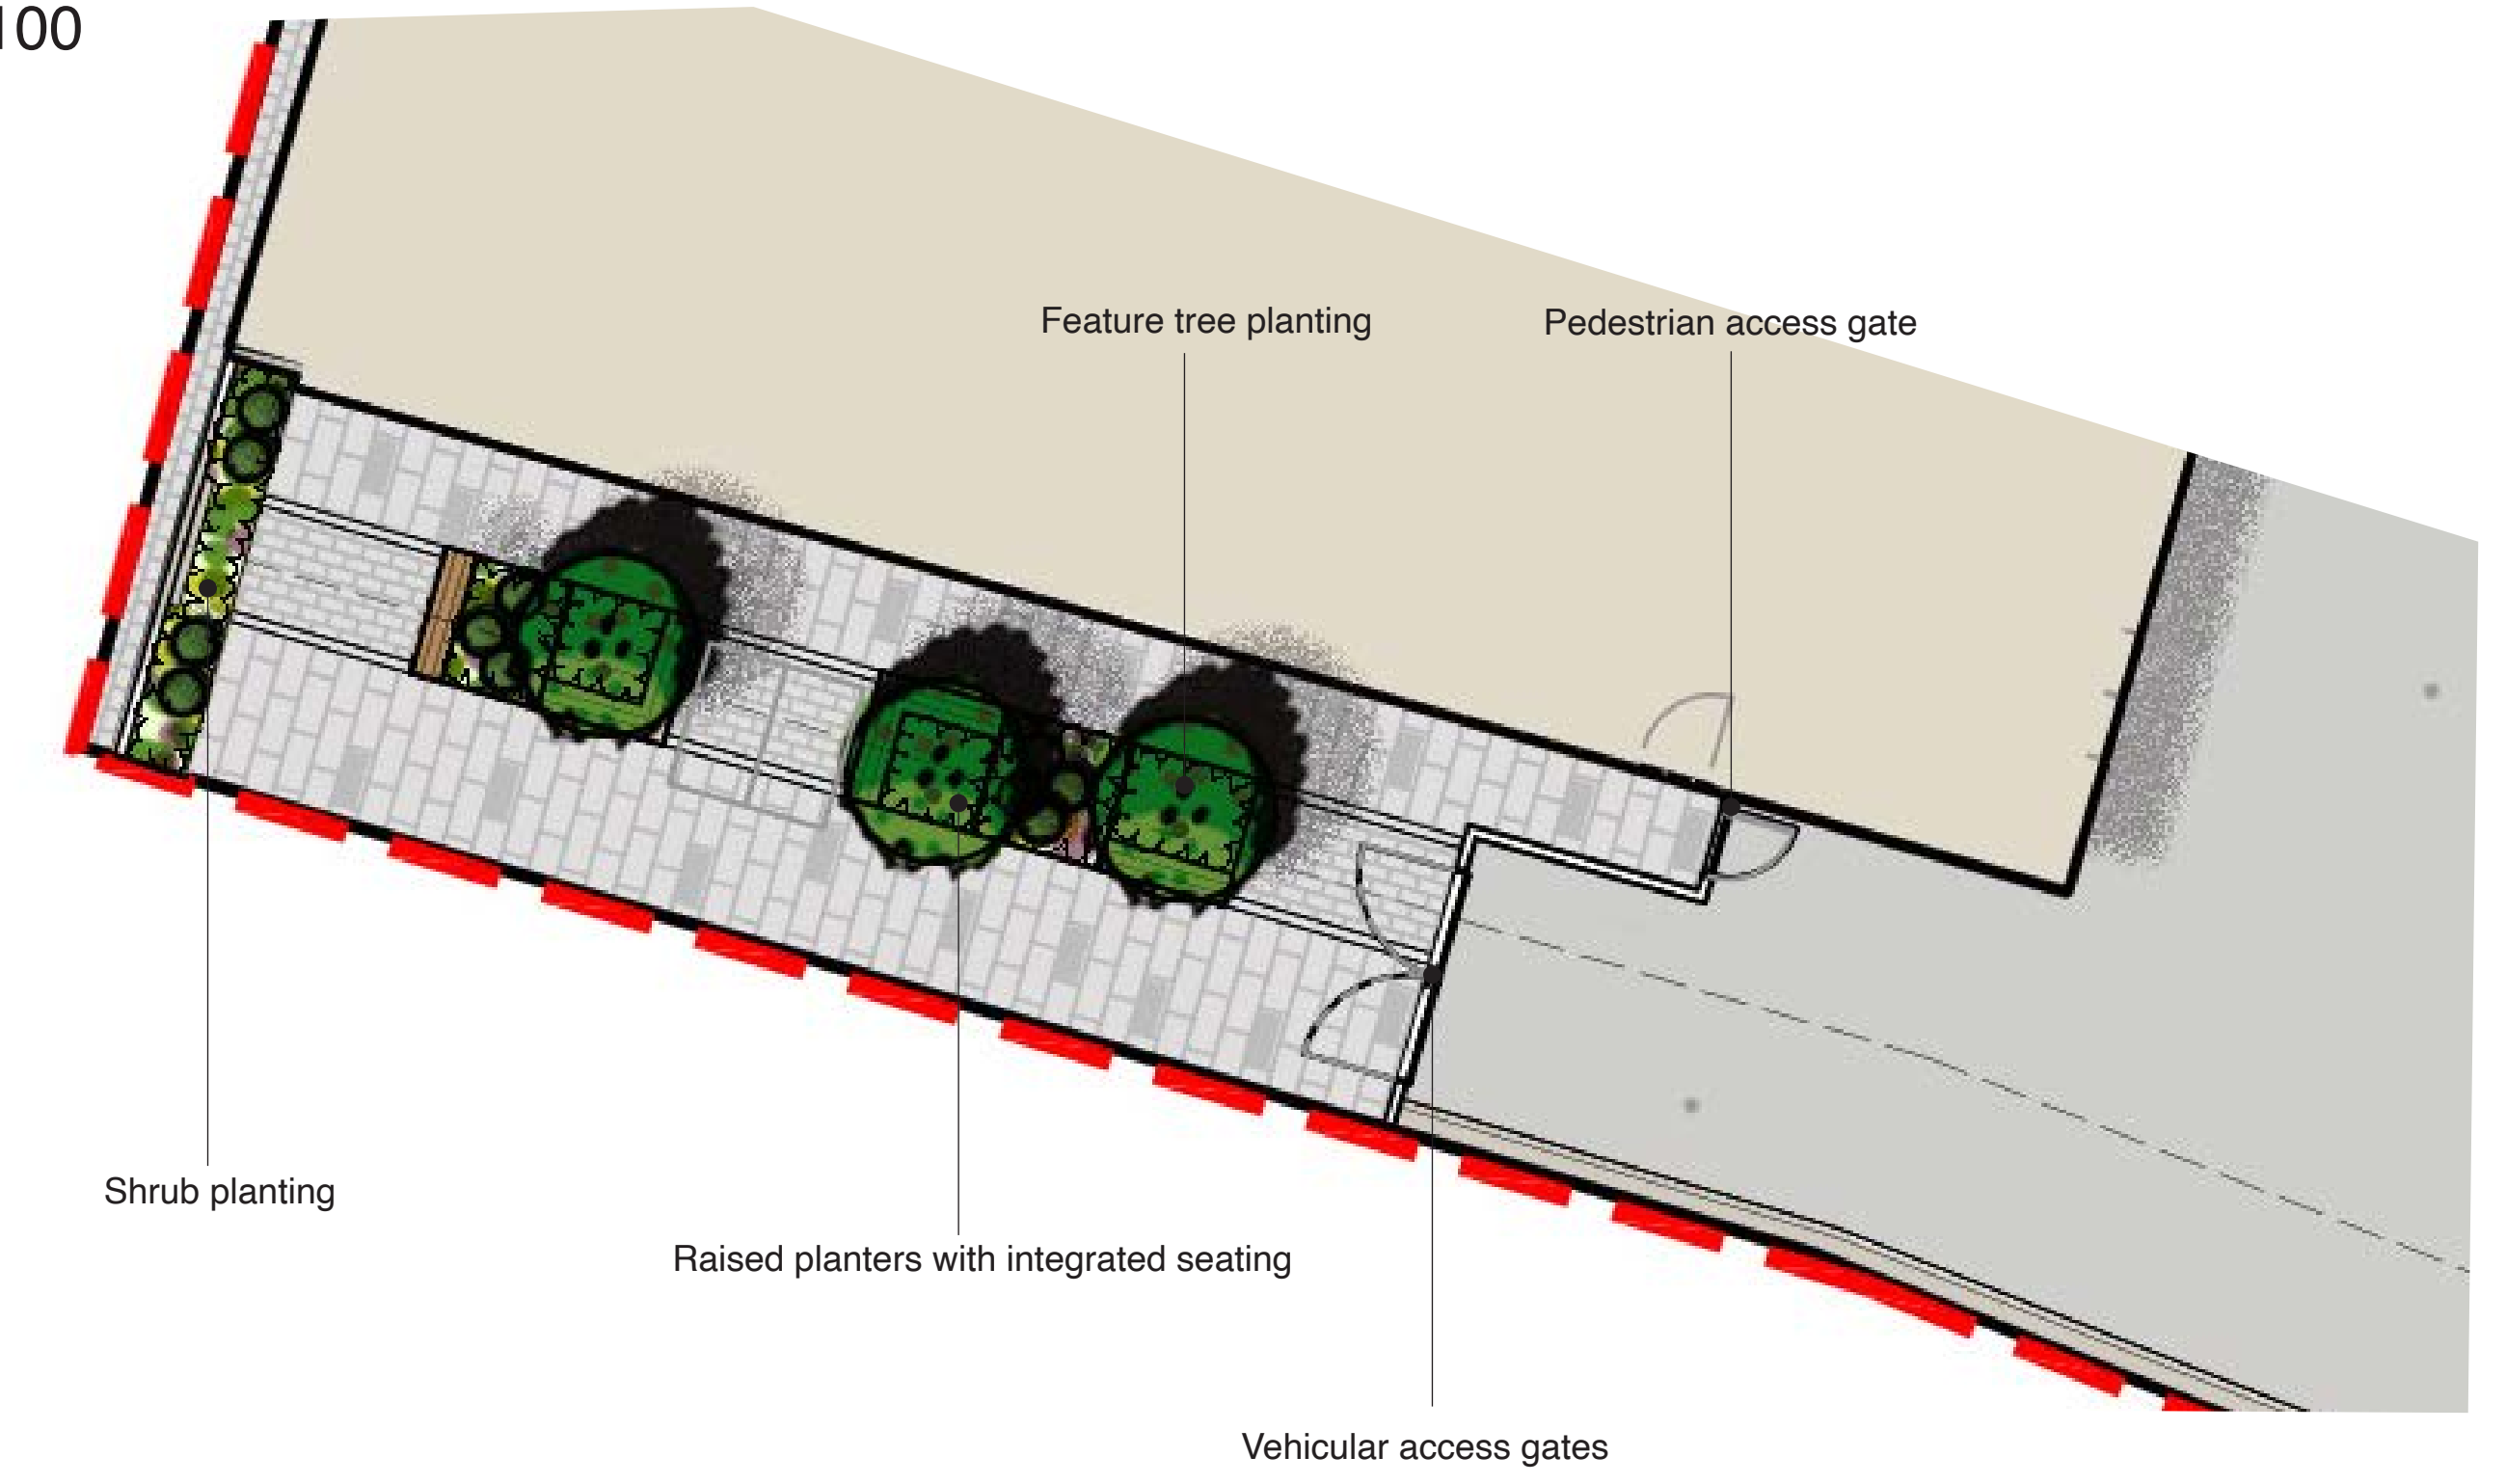 100
Feature tree planting
Pedestrian access gate
Shrub planting
Raised planters with integrated seating
Vehicular access gates